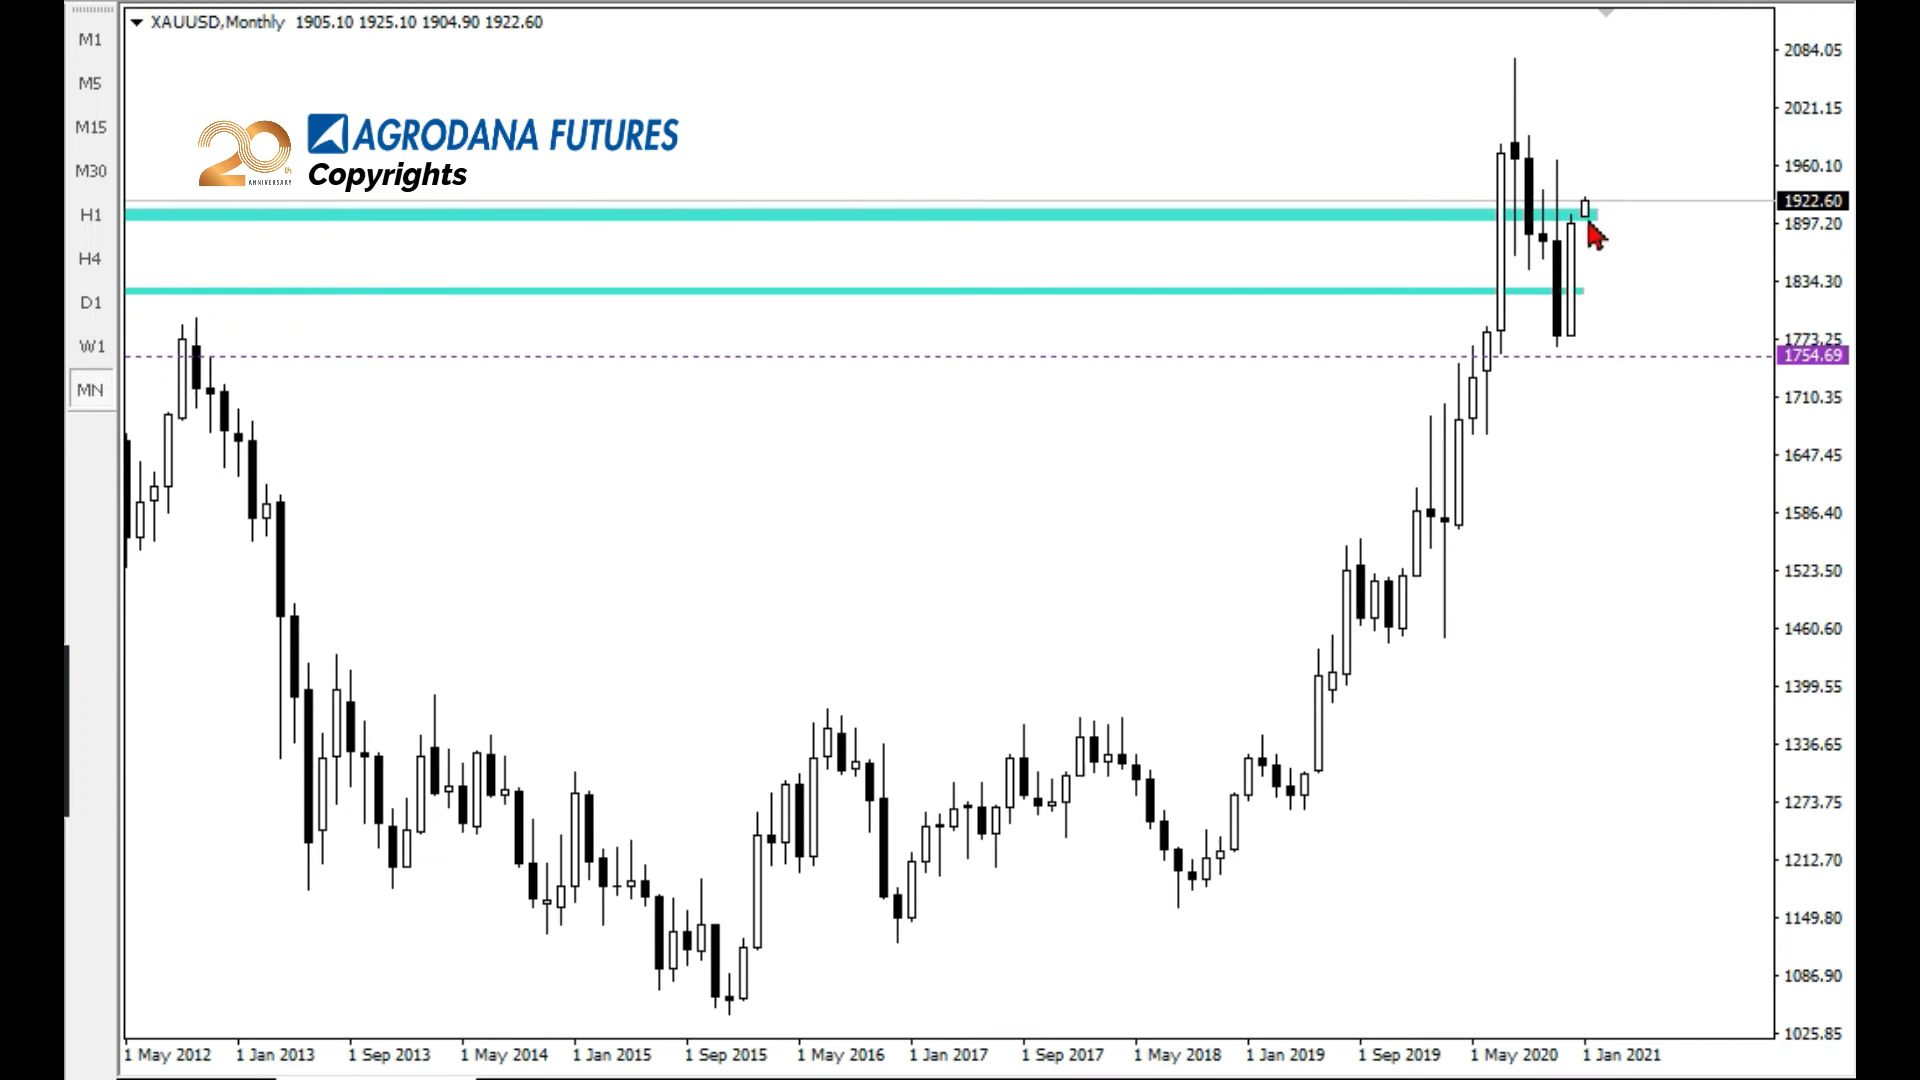 XAUUSD,Monthly 1905.10 1925.10 1904.90 1922.60
M1
M5
M15
M30
H1
H4
D1
W1
MN
20th
ANNIVERSARY
AGRODANA FUTURES
Copyrights
2084.05
2021.15
1960.10
1922.60
1897.20
1834.30
1773.25
1754.69
1710.35
1647.45
1586.40
1523.50
1460.60
1399.55
1336.65
1273.75
1212.70
1149.80
1086.90
1025.85
1 May 2012 1 Jan 2013 1 Sep 2013 1 May 2014 1 Jan 2015 1 Sep 2015 1 May 2016 1 Jan 2017 1 Sep 2017 1 May 2018 1 Jan 2019 1 Sep 2019 1 May 2020 1 Jan 2021